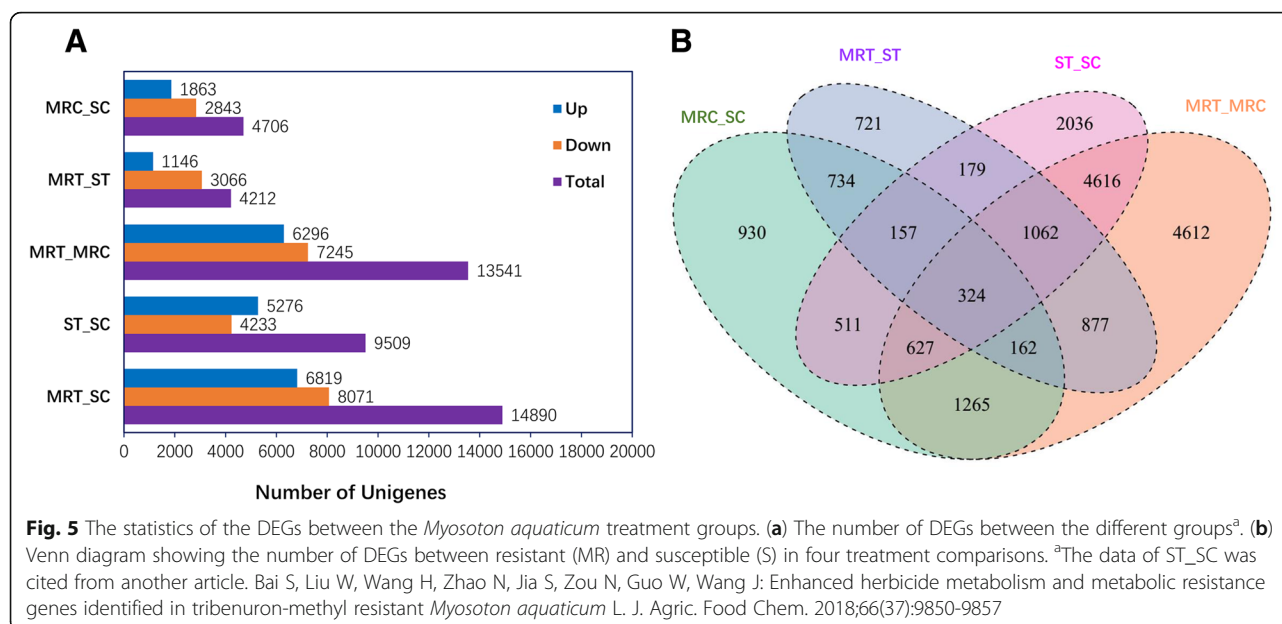 A
MRC_SC
1863
2843
4706
MRT_ST
1146
3066
4212
MRT_MRC
6296
7245
13541
ST_SC
5276
4233
9509
MRT_SC
6819
8071
14890
Up
Down
Total
0 2000 4000 6000 8000 10000 12000 14000 16000 18000 20000
Number of Unigenes
B
MRC_SC
MRT_ST
ST_SC
MRT_MRC
721
2036
734
179
4616
930
157
1062
4612
324
511
877
627
162
1265
Fig. 5 The statistics of the DEGs between the Myosoton aquaticum treatment groups. (a) The number of DEGs between the different groupsᵃ. (b)
Venn diagram showing the number of DEGs between resistant (MR) and susceptible (S) in four treatment comparisons. ᵃThe data of ST_SC was
cited from another article. Bai S, Liu W, Wang H, Zhao N, Jia S, Zou N, Guo W, Wang J: Enhanced herbicide metabolism and metabolic resistance
genes identified in tribenuron-methyl resistant Myosoton aquaticum L. J. Agric. Food Chem. 2018;66(37):9850-9857